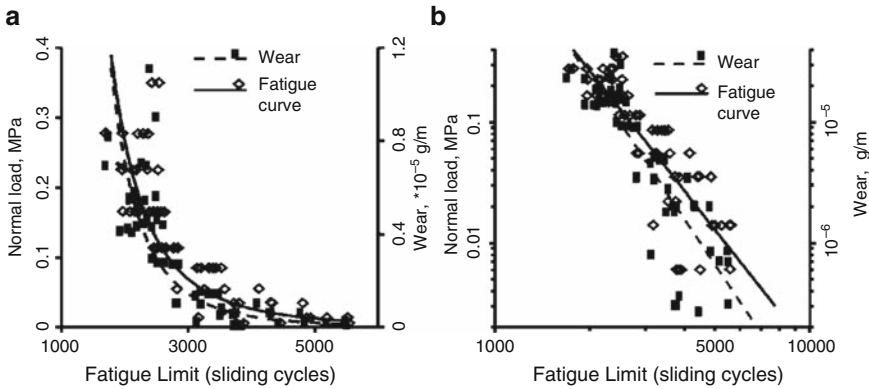 a
0.4
0.3
0.2
0.1
0
Normal load, MPa
1000
3000
5000
Fatigue Limit (sliding cycles)
1.2
0.8
0.4
0
Wear, *10⁻⁵ g/m
Wear
Fatigue
curve
b
0.1
0.01
Normal load, MPa
1000
2000
5000
10000
Fatigue Limit (sliding cycles)
10⁻⁵
10⁻⁶
Wear, g/m
Wear
Fatigue
curve